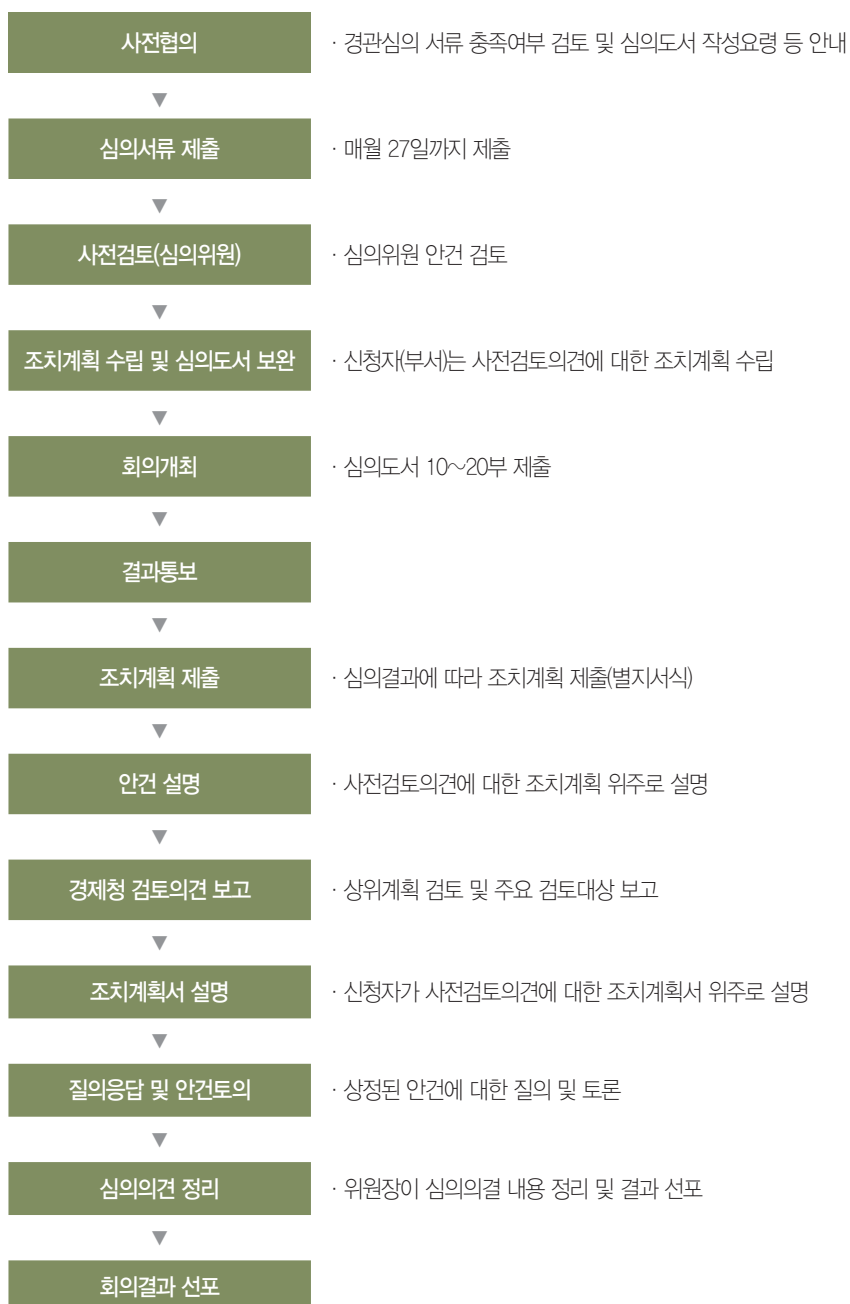 사전협의
· 경관심의 서류 충족여부 검토 및 심의도서 작성요령 등 안내
▼
심의서류 제출
· 매월 27일까지 제출
▼
사전검토(심의위원)
· 심의위원 안건 검토
▼
조치계획 수립 및 심의도서 보완
· 신청자(부서)는 사전검토의견에 대한 조치계획 수립
▼
회의개최
· 심의도서 10~20부 제출
▼
결과통보
▼
조치계획 제출
· 심의결과에 따라 조치계획 제출(별지서식)
▼
안건 설명
· 사전검토의견에 대한 조치계획 위주로 설명
▼
경제청 검토의견 보고
· 상위계획 검토 및 주요 검토대상 보고
▼
조치계획서 설명
· 신청자가 사전검토의견에 대한 조치계획서 위주로 설명
▼
질의응답 및 안건토의
· 상정된 안건에 대한 질의 및 토론
▼
심의의견 정리
· 위원장이 심의의결 내용 정리 및 결과 선포
▼
회의결과 선포